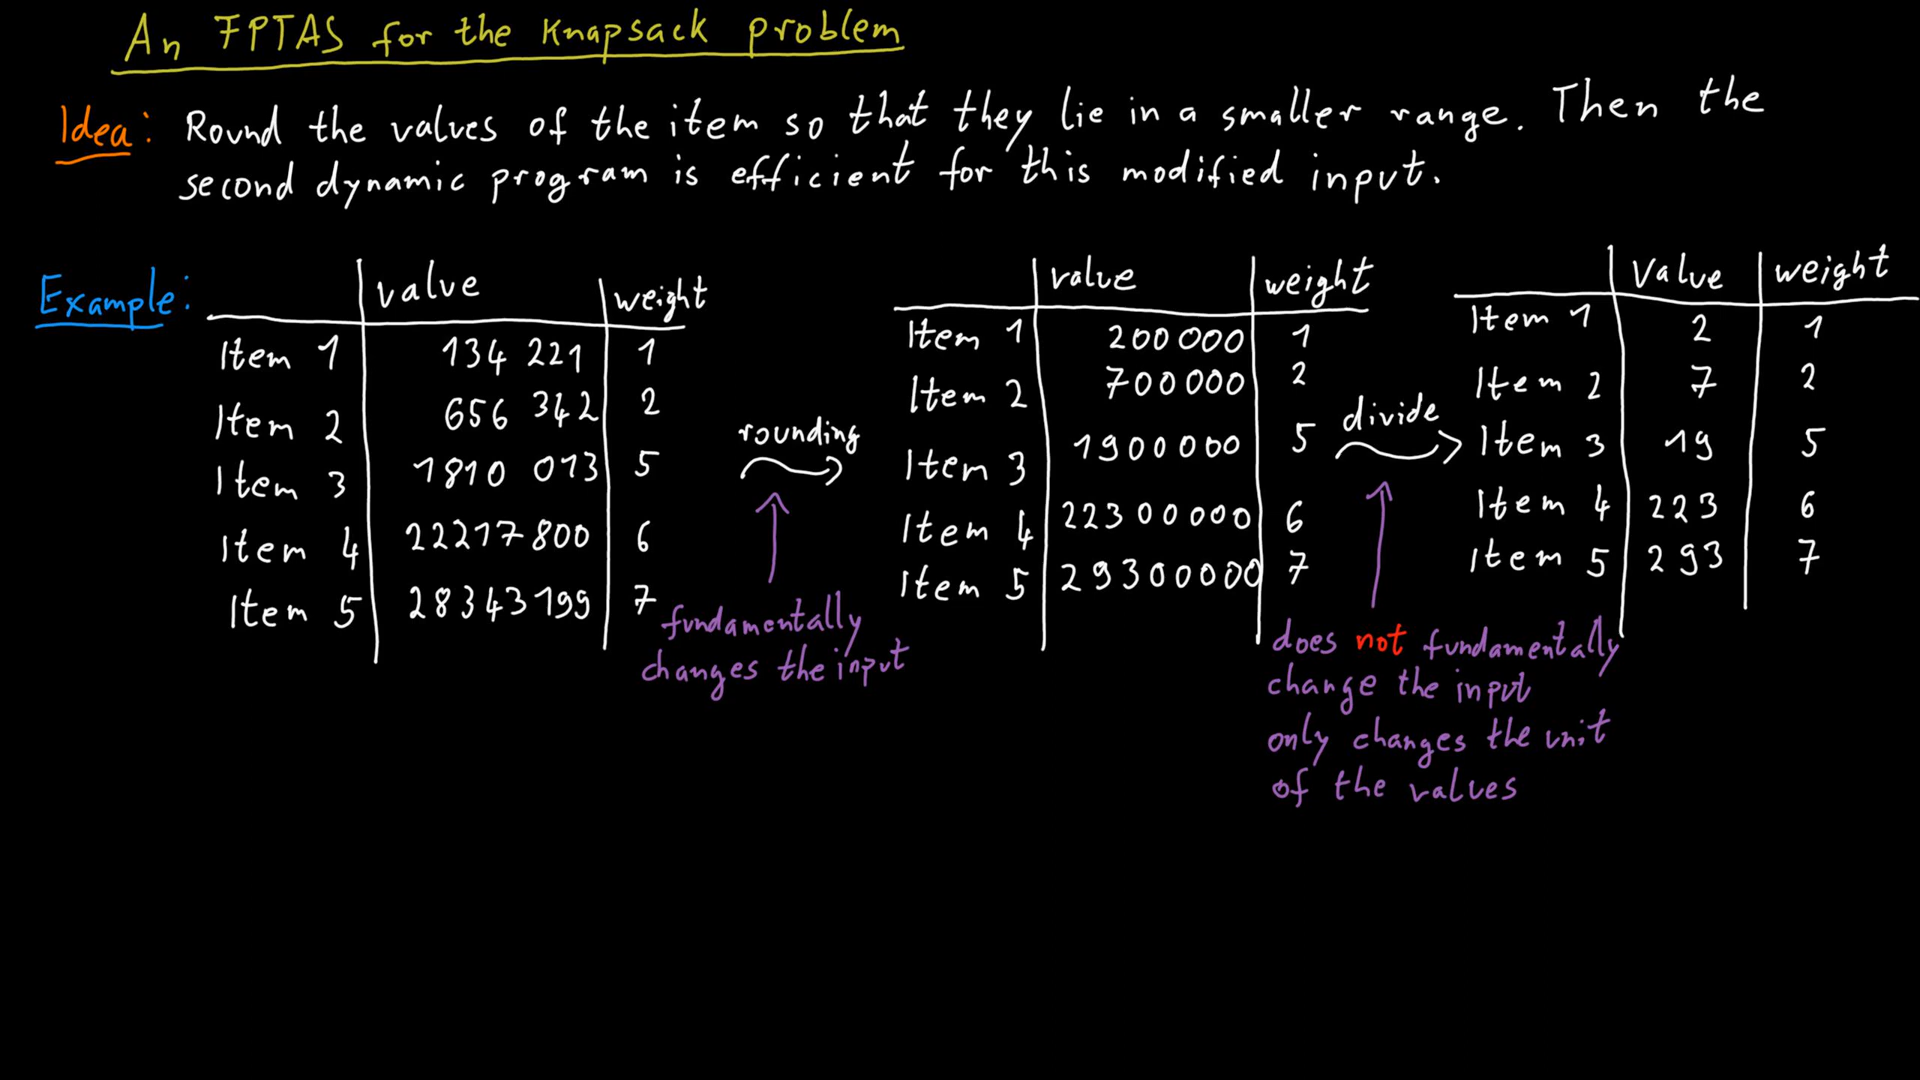 An FPTAS for the Knapsack problem
Idea: Round the values of the item so that they lie in a smaller range. Then the
second dynamic program is efficient for this modified input.
Example:
value weight
Item 1 134 221 1
Item 2 656 342 2
Item 3 1810 013 5
Item 4 22217800 6
Item 5 28343199 7
rounding
fundamentally
changes the input
value weight
Item 1 200000 1
Item 2 700000 2
Item 3 1900000 5
Item 4 22300000 6
Item 5 29300000 7
divide
does not fundamentally
change the input
only changes the unit
of the values
Value weight
Item 1 2 1
Item 2 7 2
Item 3 19 5
Item 4 223 6
Item 5 293 7